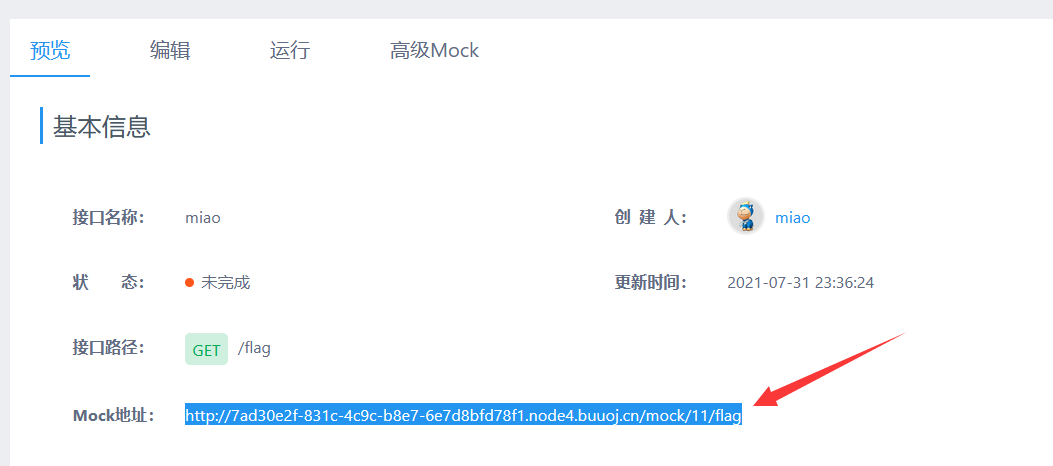 预览 编辑 运行 高级Mock
基本信息
接口名称： miao 创 建 人： miao
状 态： 未完成 更新时间： 2021-07-31 23:36:24
接口路径： GET /flag
Mock地址： http://7ad30e2f-831c-4c9c-b8e7-6e7d8bfd78f1.node4.buuoj.cn/mock/11/flag